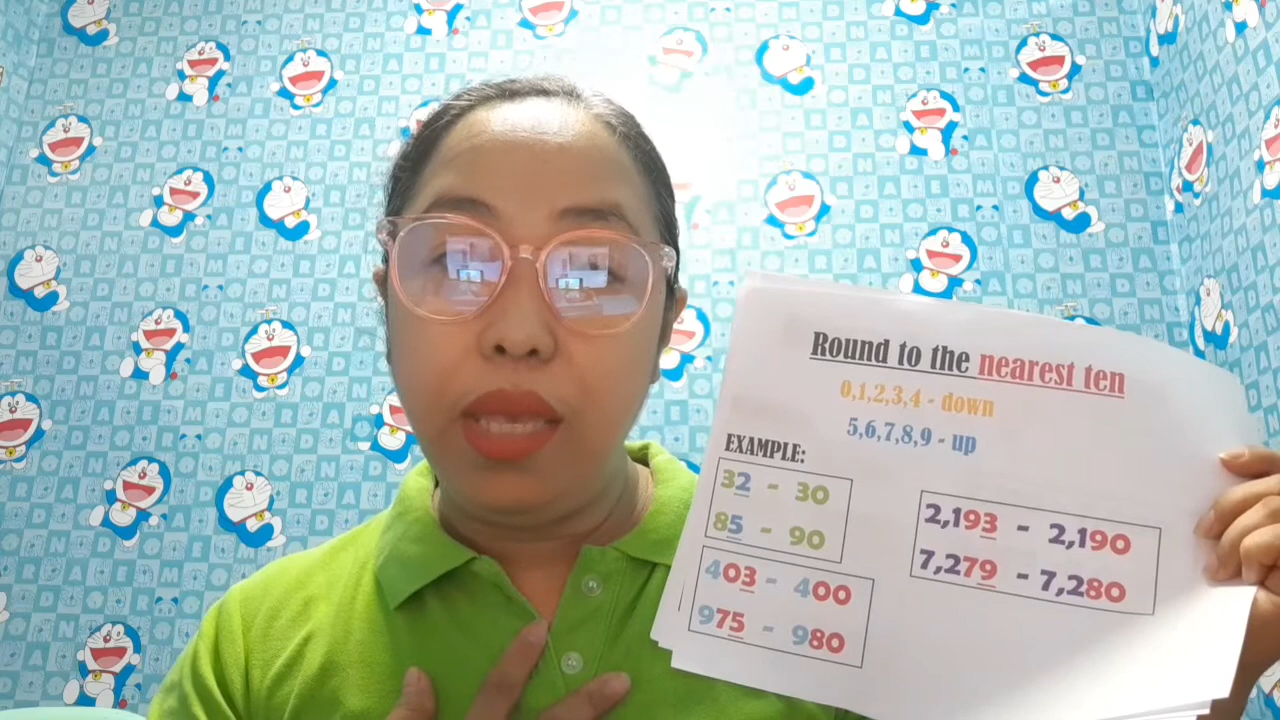 Round to the nearest ten
0,1,2,3,4 - down
5,6,7,8,9 - up
EXAMPLE:
32 - 30
85 - 90
403 - 400
975 - 980
2,193 - 2,190
7,279 - 7,280